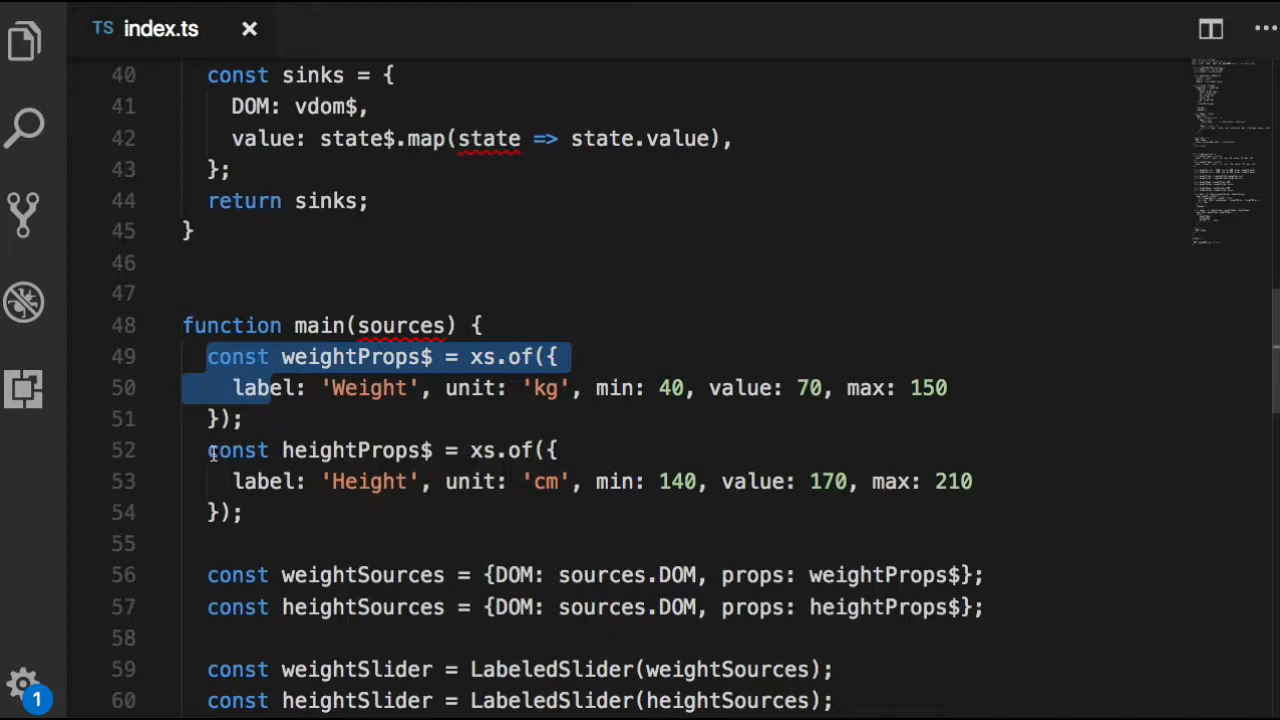 TS index.ts
40 const sinks = {
41 DOM: vdom$,
42 value: state$.map(state => state.value),
43 };
44 return sinks;
45 }
46
47
48 function main(sources) {
49 const weightProps$ = xs.of({
50 label: 'Weight', unit: 'kg', min: 40, value: 70, max: 150
51 });
52 const heightProps$ = xs.of({
53 label: 'Height', unit: 'cm', min: 140, value: 170, max: 210
54 });
55
56 const weightSources = {DOM: sources.DOM, props: weightProps$};
57 const heightSources = {DOM: sources.DOM, props: heightProps$};
58
59 const weightSlider = LabeledSlider(weightSources);
60 const heightSlider = LabeledSlider(heightSources);
1